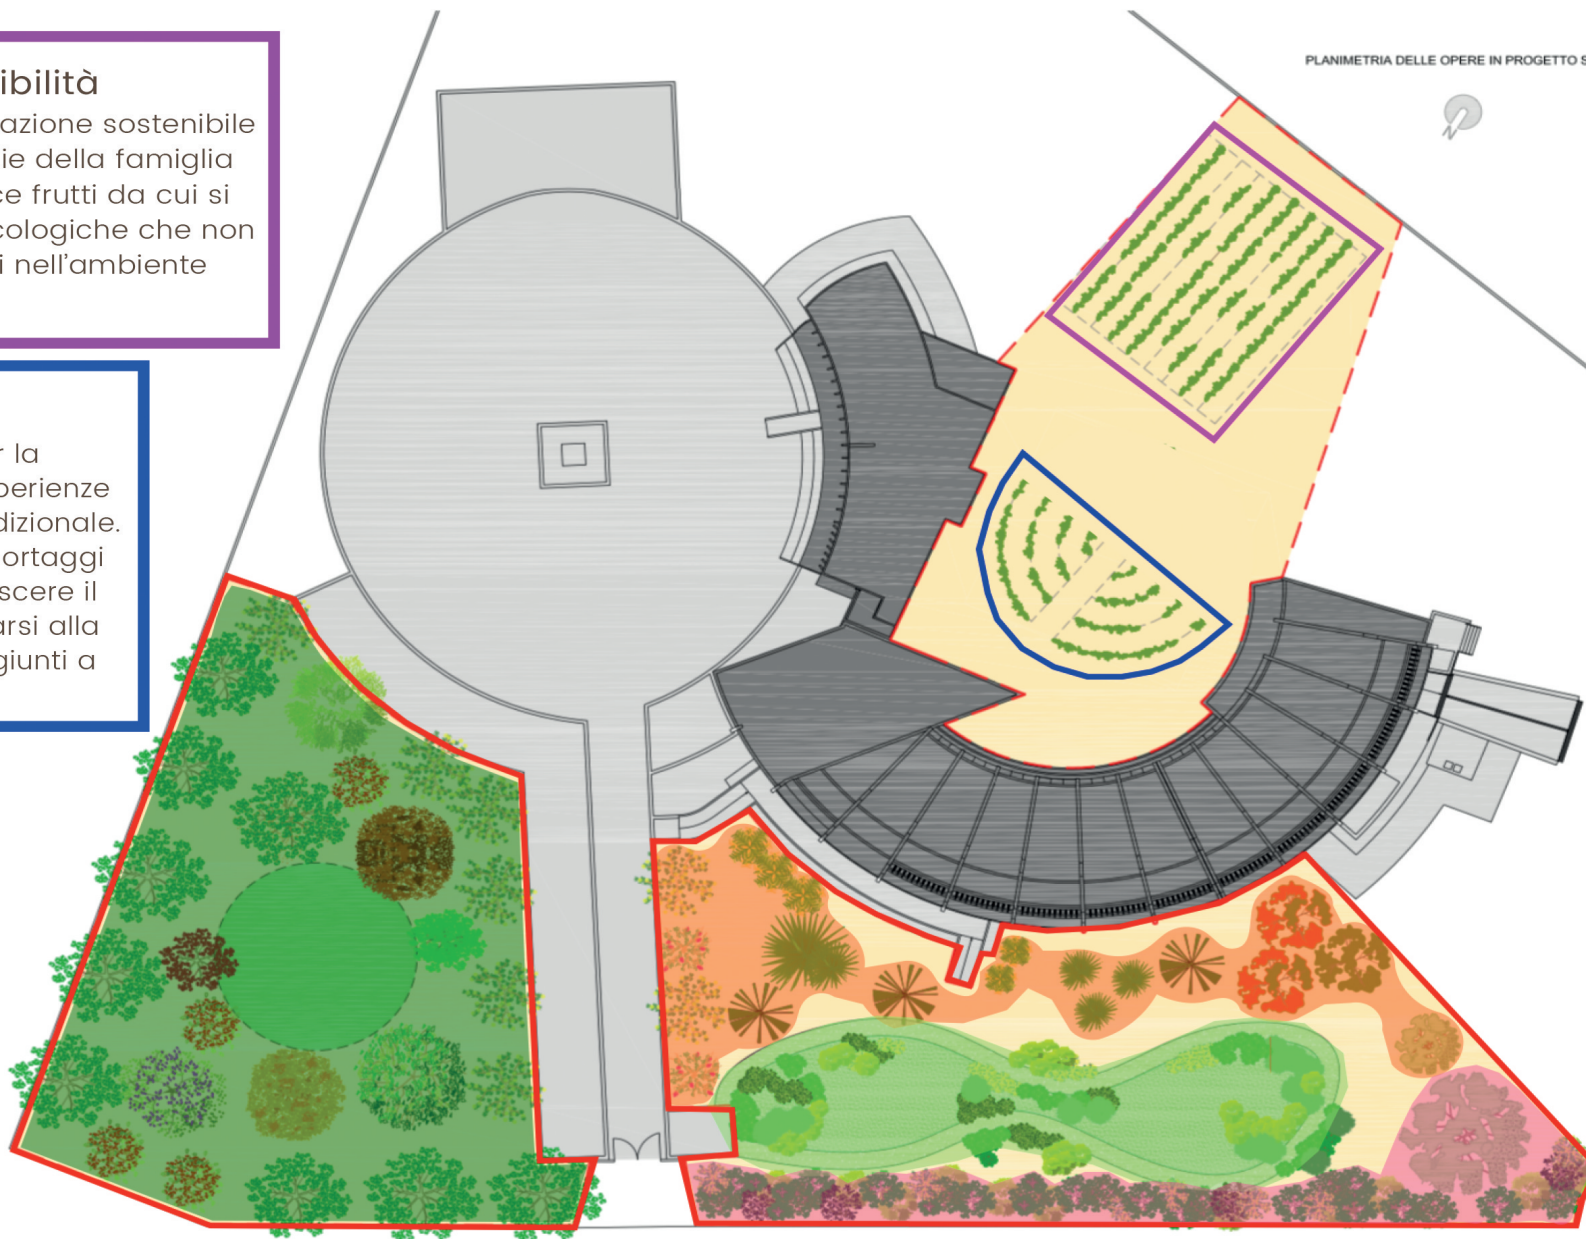 ibilità
azione sostenibile
ie della famiglia
ce frutti da cui si
cologiche che non
i nell'ambiente
r la
perienze
dizionale.
ortaggi
scere il
arsi alla
giunti a
PLANIMETRIA DELLE OPERE IN PROGETTO S
N